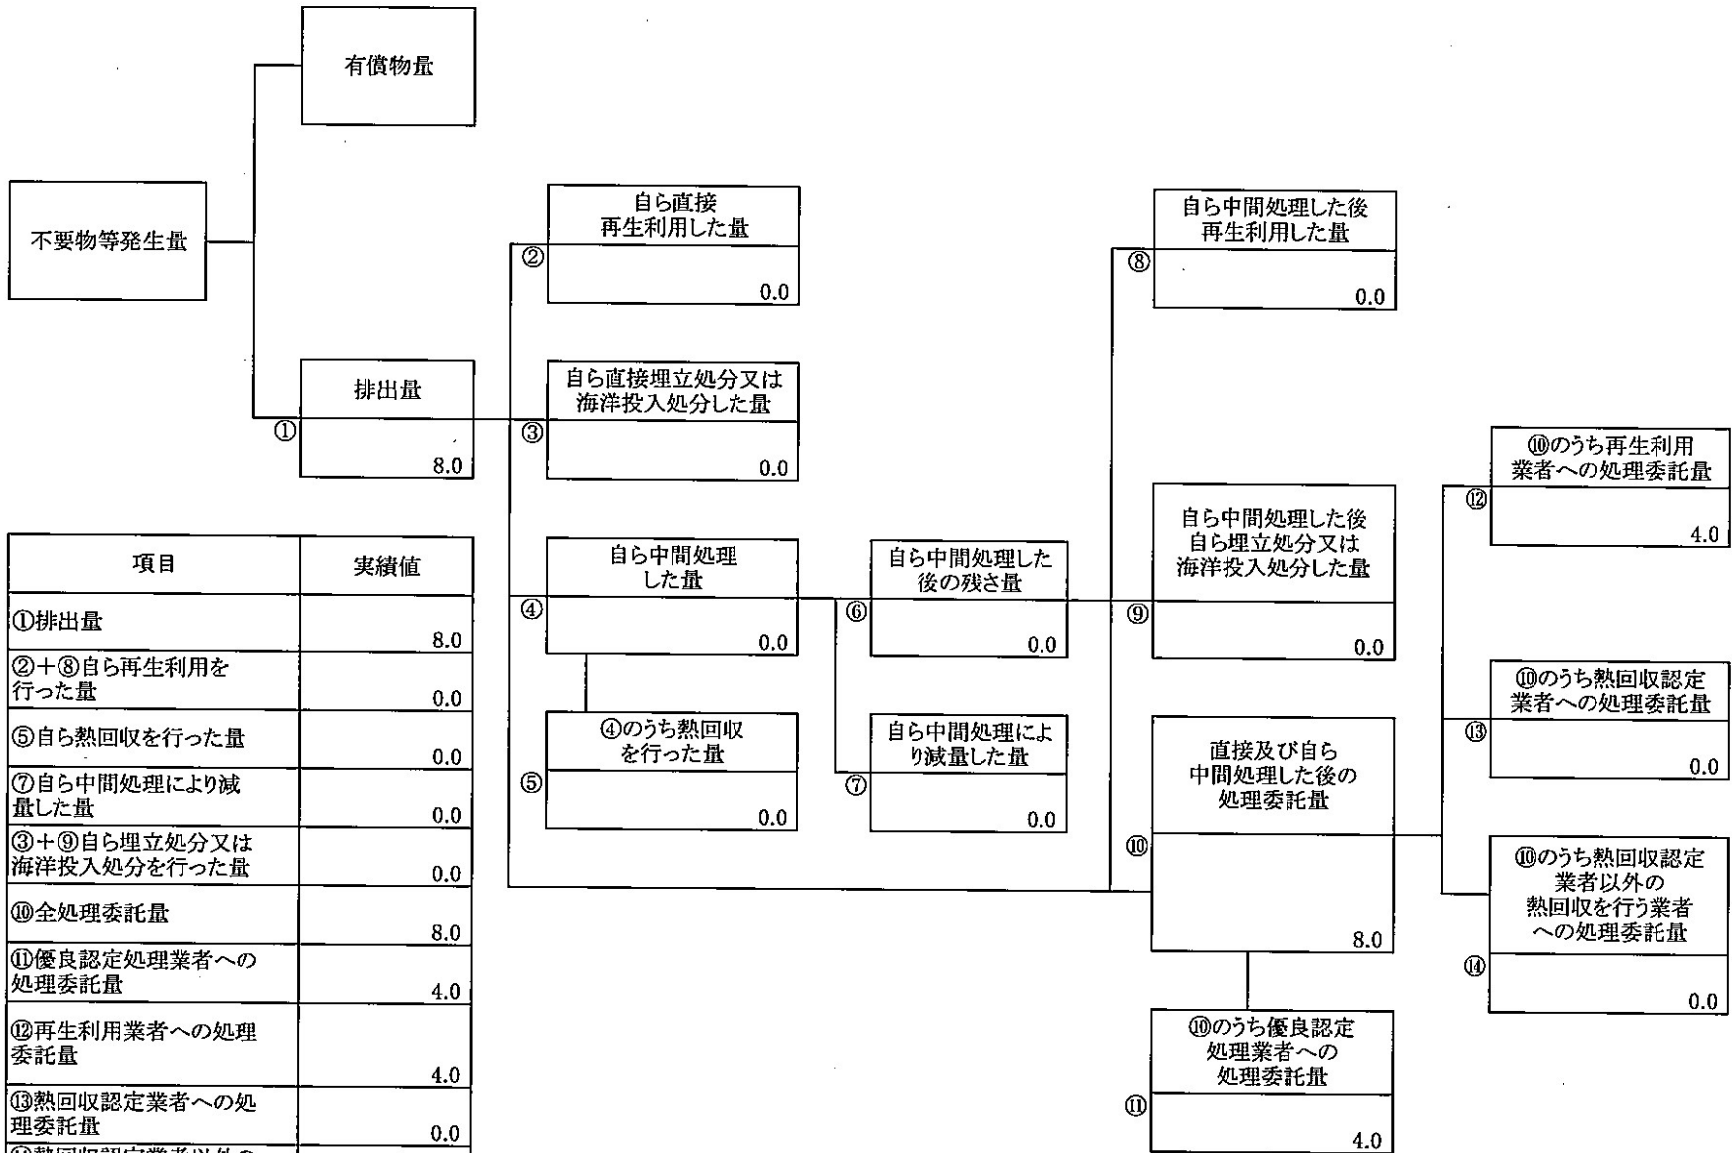 有償物量
不要物等発生量
排出量
①
8.0
自ら直接
再生利用した量
②
0.0
自ら直接埋立処分又は
海洋投入処分した量
③
0.0
自ら中間処理
した量
④
0.0
④のうち熱回収
を行った量
⑤
0.0
自ら中間処理した
後の残さ量
⑥
0.0
自ら中間処理によ
り減量した量
⑦
0.0
自ら中間処理した後
再生利用した量
⑧
0.0
自ら中間処理した後
自ら埋立処分又は
海洋投入処分した量
⑨
0.0
直接及び自ら
中間処理した後の
処理委託量
⑩
8.0
⑩のうち優良認定
処理業者への
処理委託量
⑪
4.0
⑩のうち再生利用
業者への処理委託量
⑫
4.0
⑩のうち熱回収認定
業者への処理委託量
⑬
0.0
⑩のうち熱回収認定
業者以外の
熱回収を行う業者
への処理委託量
⑭
0.0
項目 実績値
①排出量
8.0
②+⑧自ら再生利用を
行った量
0.0
⑤自ら熱回収を行った量
0.0
⑦自ら中間処理により減
量した量
0.0
③+⑨自ら埋立処分又は
海洋投入処分を行った量
0.0
⑩全処理委託量
8.0
⑪優良認定処理業者への
処理委託量
4.0
⑫再生利用業者への処理
委託量
4.0
⑬熱回収認定業者への処
理委託量
0.0
⑭熱回収認定業者以外の